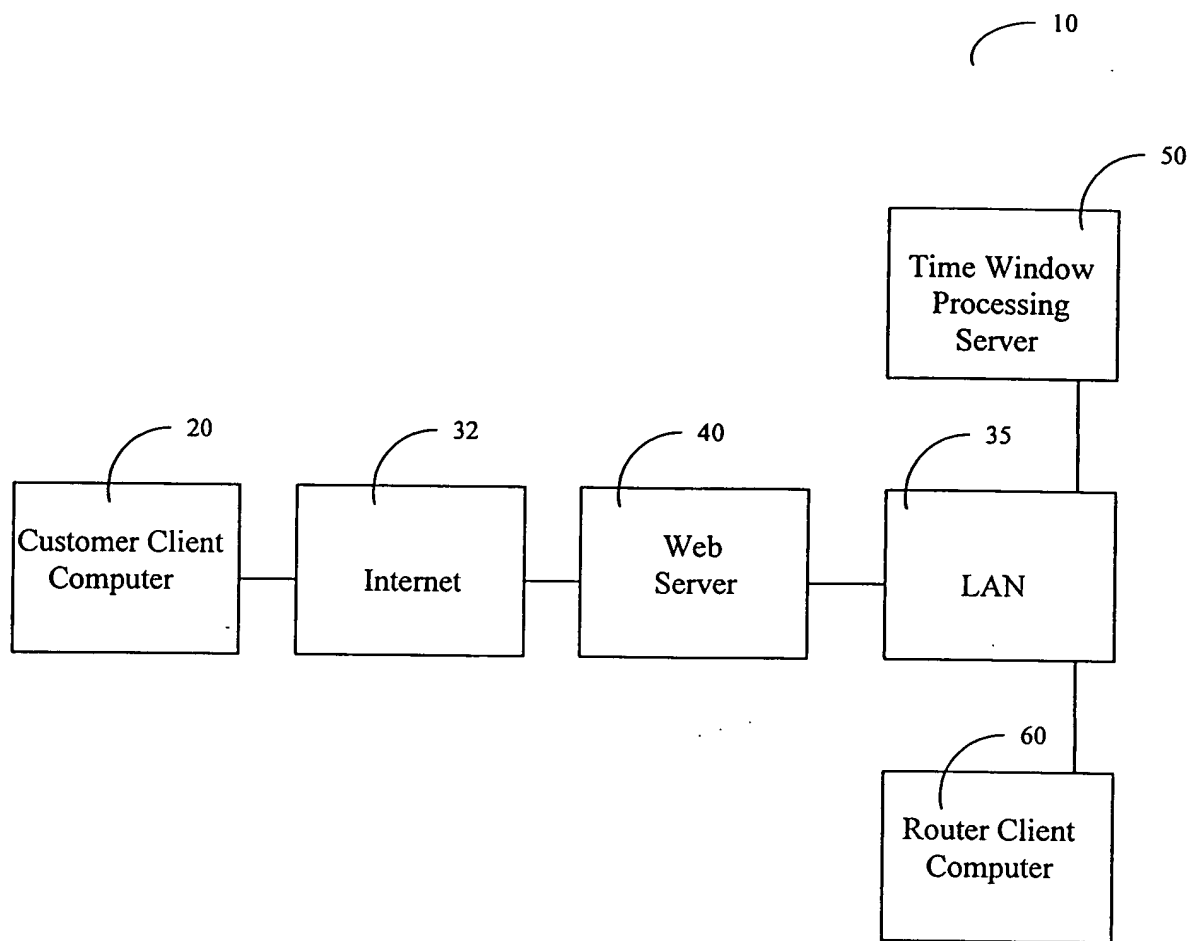 10
50
Time Window
Processing
Server
20
32
40
35
Customer Client
Computer
Internet
Web
Server
LAN
60
Router Client
Computer